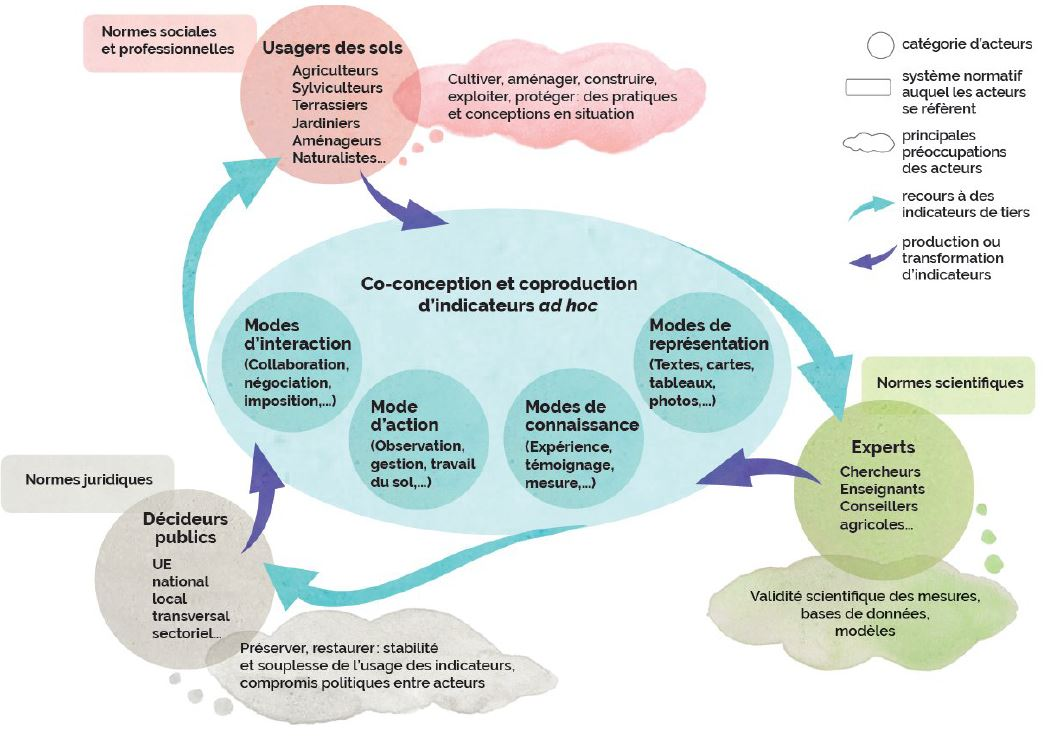 Normes sociales
et professionnelles
Usagers des sols
Agriculteurs
Sylviculteurs
Terrassiers
Jardiniers
Aménageurs
Naturalistes...
Cultiver, aménager, construire,
exploiter, protéger : des pratiques
et conceptions en situation
catégorie d'acteurs
système normatif
auquel les acteurs
se réfèrent
principales
préoccupations
des acteurs
recours à des
indicateurs de tiers
production ou
transformation
d'indicateurs
Co-conception et coproduction
d'indicateurs ad hoc
Modes
d'interaction
(Collaboration,
négociation,
imposition,...)
Mode
d'action
(Observation,
gestion, travail
du sol,...)
Modes de
connaissance
(Expérience,
témoignage,
mesure,...)
Modes de
représentation
(Textes, cartes,
tableaux,
photos,...)
Normes scientifiques
Experts
Chercheurs
Enseignants
Conseillers
agricoles...
Validité scientifique des mesures,
bases de données,
modèles
Normes juridiques
Décideurs
publics
UE
national
local
transversal
sectoriel...
Préserver, restaurer : stabilité
et souplesse de l'usage des indicateurs,
compromis politiques entre acteurs